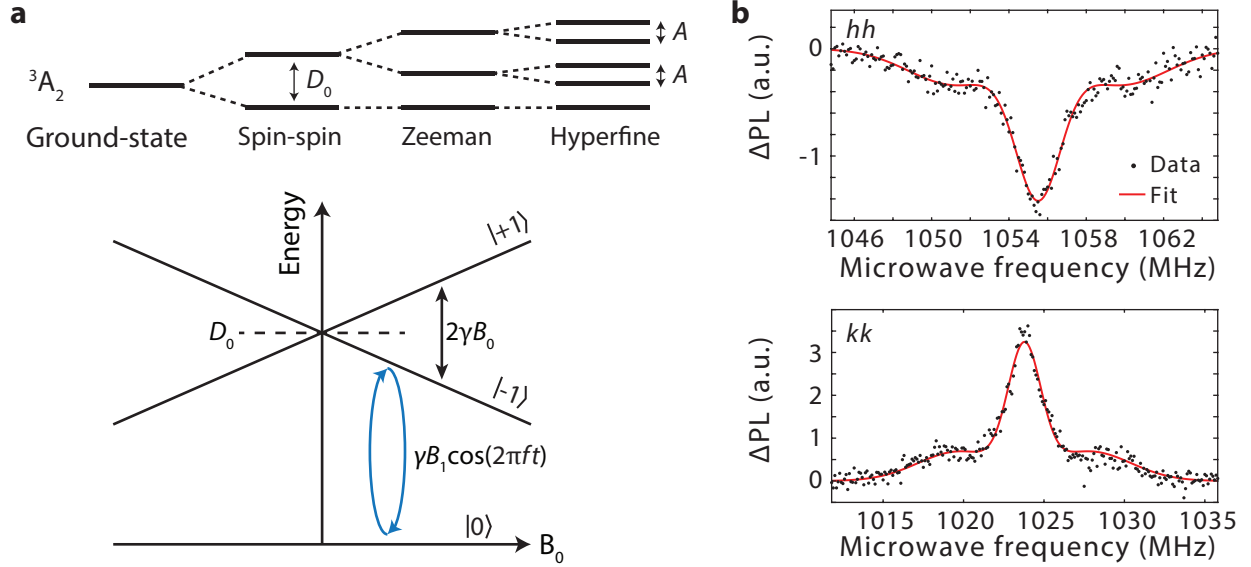 a
³A₂
D₀
A
A
Ground-state
Spin-spin
Zeeman
Hyperfine
Energy
|+1⟩
D₀
2γB₀
|-1⟩
γB₁cos(2πft)
|0⟩
B₀
b
hh
ΔPL (a.u.)
0
-1
Data
Fit
1046 1050 1054 1058 1062
Microwave frequency (MHz)
kk
ΔPL (a.u.)
3
2
1
0
1015 1020 1025 1030 1035
Microwave frequency (MHz)